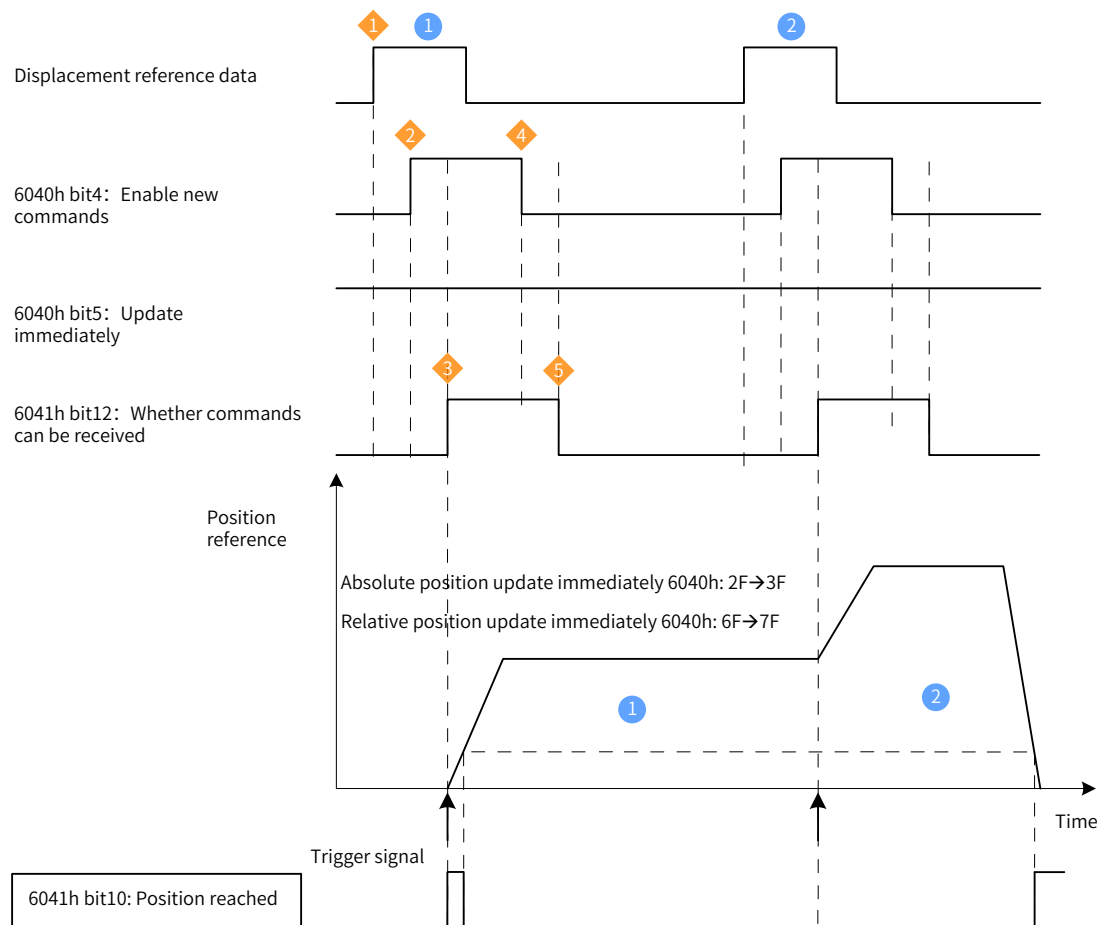 1 1 2
Displacement reference data
2 4
6040h bit4：Enable new
commands
6040h bit5：Update
immediately
3 5
6041h bit12：Whether commands
can be received
Position
reference
Absolute position update immediately 6040h: 2F→3F
Relative position update immediately 6040h: 6F→7F
1 2
Time
Trigger signal
6041h bit10: Position reached